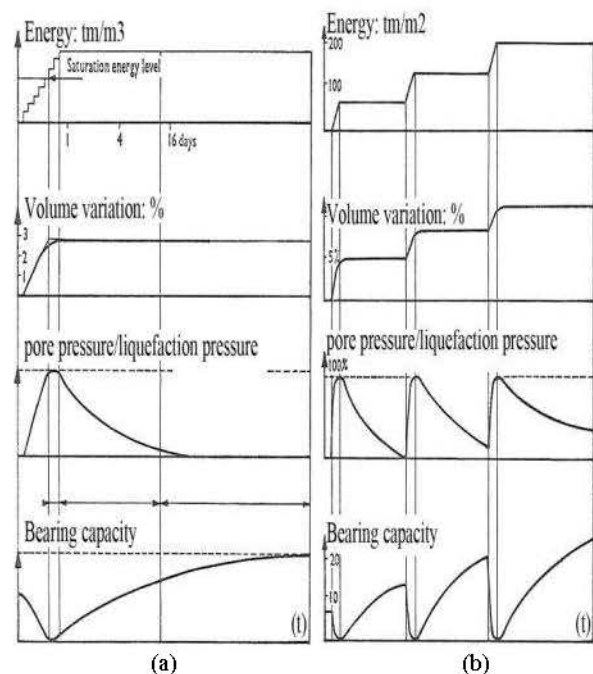 Energy: tm/m3
Saturation energy level
1 4 16 days
Volume variation: %
3
2
1
pore pressure/liquefaction pressure
Bearing capacity
(t)
(a)
Energy: tm/m2
200
100
Volume variation: %
5%
pore pressure/liquefaction pressure
100%
Bearing capacity
20
10
(t)
(b)